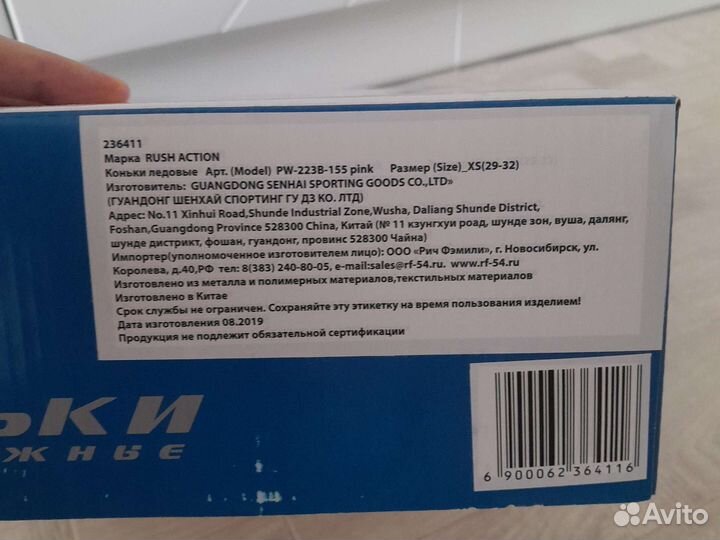 236411
Марка RUSH ACTION
Коньки ледовые Арт. (Model) PW-223B-155 pink Размер (Size)_XS(29-32)
Изготовитель: GUANGDONG SENHAI SPORTING GOODS CO.,LTD»
(ГУАНДОНГ ШЕНХАЙ СПОРТИНГ ГУ ДЗ КО. ЛТД)
Адрес: No.11 Xinhui Road,Shunde Industrial Zone,Wusha, Daliang Shunde District,
Foshan,Guangdong Province 528300 China, Китай (№ 11 кзунгхуи роад, шунде зон, вуша, далянг,
шунде дистрикт, фошан, гуандонг, провинс 528300 Чайна)
Импортер(уполномоченное изготовителем лицо): ООО «Рич Фэмили», г. Новосибирск, ул.
Королева, д.40,РФ тел: 8(383) 240-80-05, e-mail:sales@rf-54.ru, www.rf-54.ru
Изготовлено из металла и полимерных материалов,текстильных материалов
Изготовлено в Китае
Срок службы не ограничен. Сохраняйте эту этикетку на время пользования изделием!
Дата изготовления 08.2019
Продукция не подлежит обязательной сертификации
ЬКИ
ЖНЫЕ
6 900062 364116
Avito